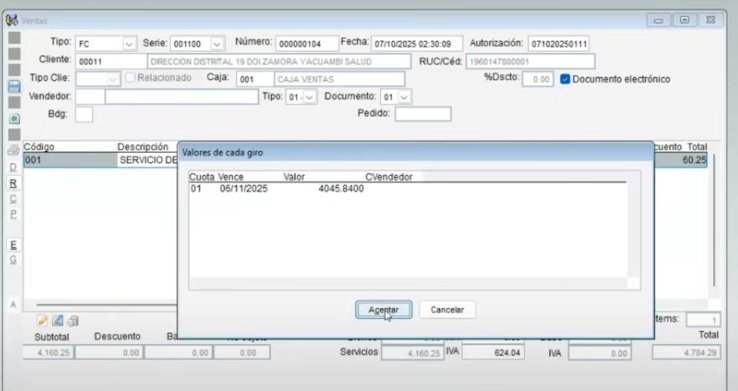 Ventas
Tipo: FC Serie: 001100 Número: 000000104 Fecha: 07/10/2025 02:30:09 Autorización: 071020250111
Cliente: 00011 DIRECCION DISTRITAL 19 D01 ZAMORA YACUAMBI SALUD RUC/Céd: 1960147800001
Tipo Clie: Relacionado Caja: 001 CAJA VENTAS %Dscto: 0.00 Documento electrónico
Vendedor: Tipo: 01 - Documento: 01
Bdg: Pedido:
Código Descripción cuento Total
001 SERVICIO DE 60.25
Valores de cada giro
Cuota Vence Valor CVendedor
01 06/11/2025 4045.8400
Aceptar Cancelar
D
R
C
P
E
G
A
tems: 1
Subtotal Descuento Ba Total
4,160.25 0.00 0.00 0.00 Servicios 4,160.25 IVA 624.04 IVA 0.00 4,784.29